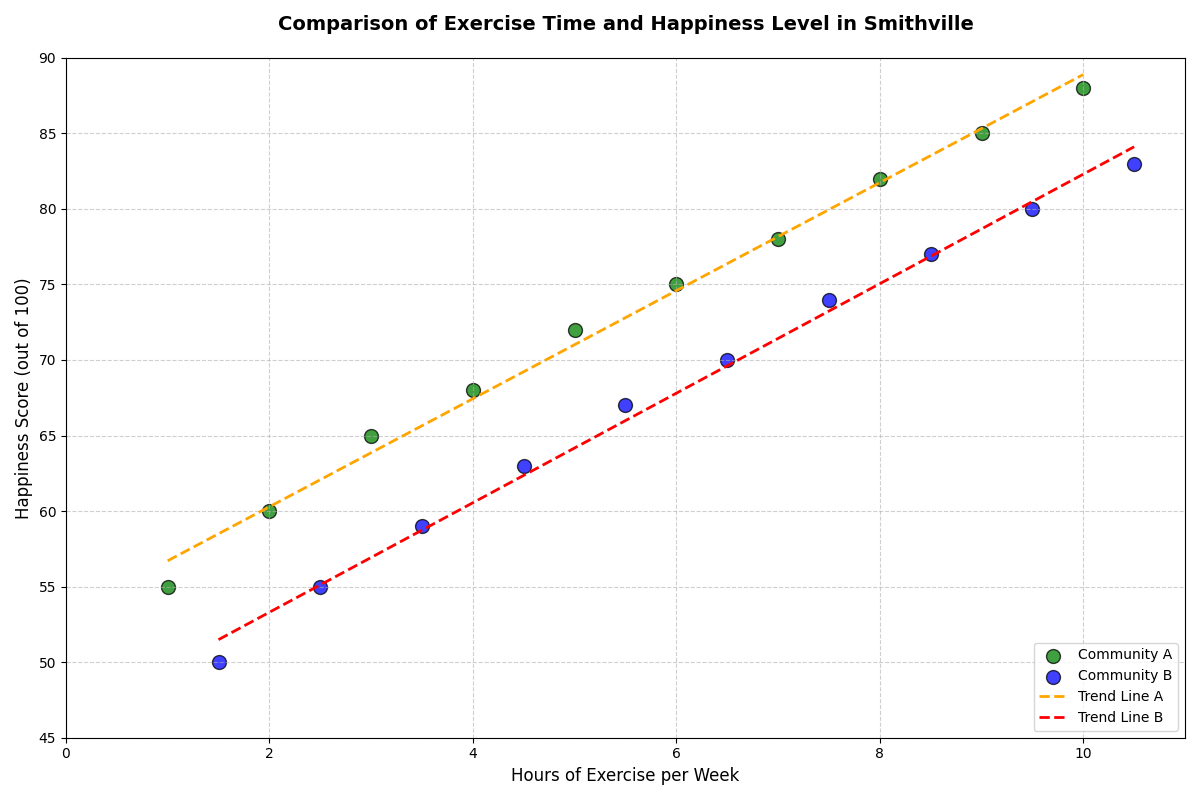 Comparison of Exercise Time and Happiness Level in Smithville
Happiness Score (out of 100)
90
85
80
75
70
65
60
55
50
45
0
2
4
6
8
10
Hours of Exercise per Week
Community A
Community B
Trend Line A
Trend Line B